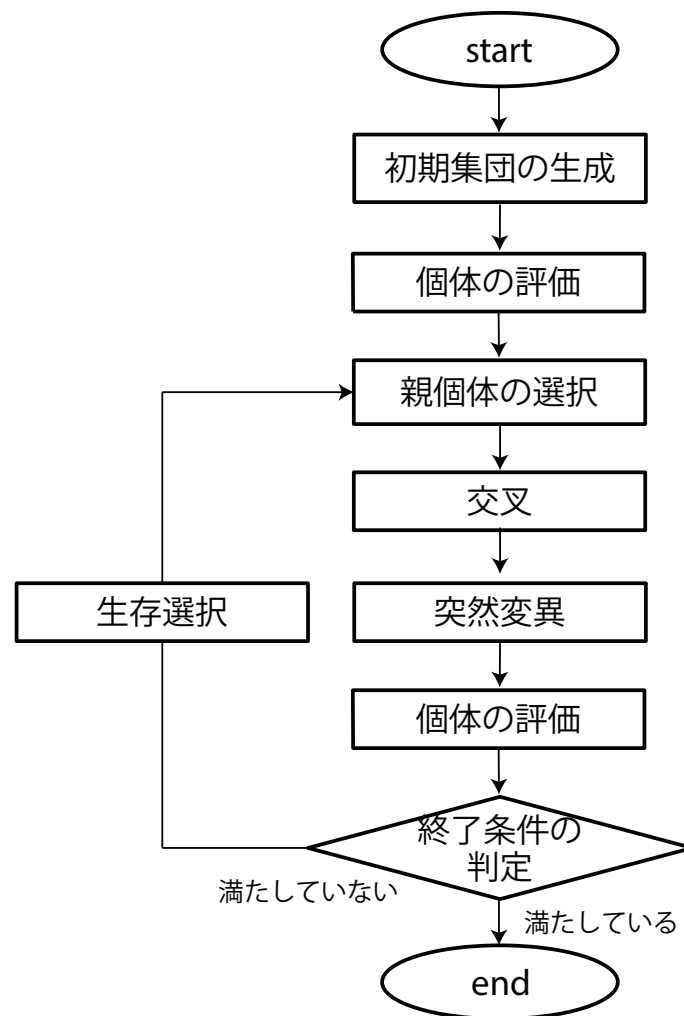 start
初期集団の生成
個体の評価
親個体の選択
交叉
生存選択
突然変異
個体の評価
終了条件の
判定
満たしていない
満たしている
end